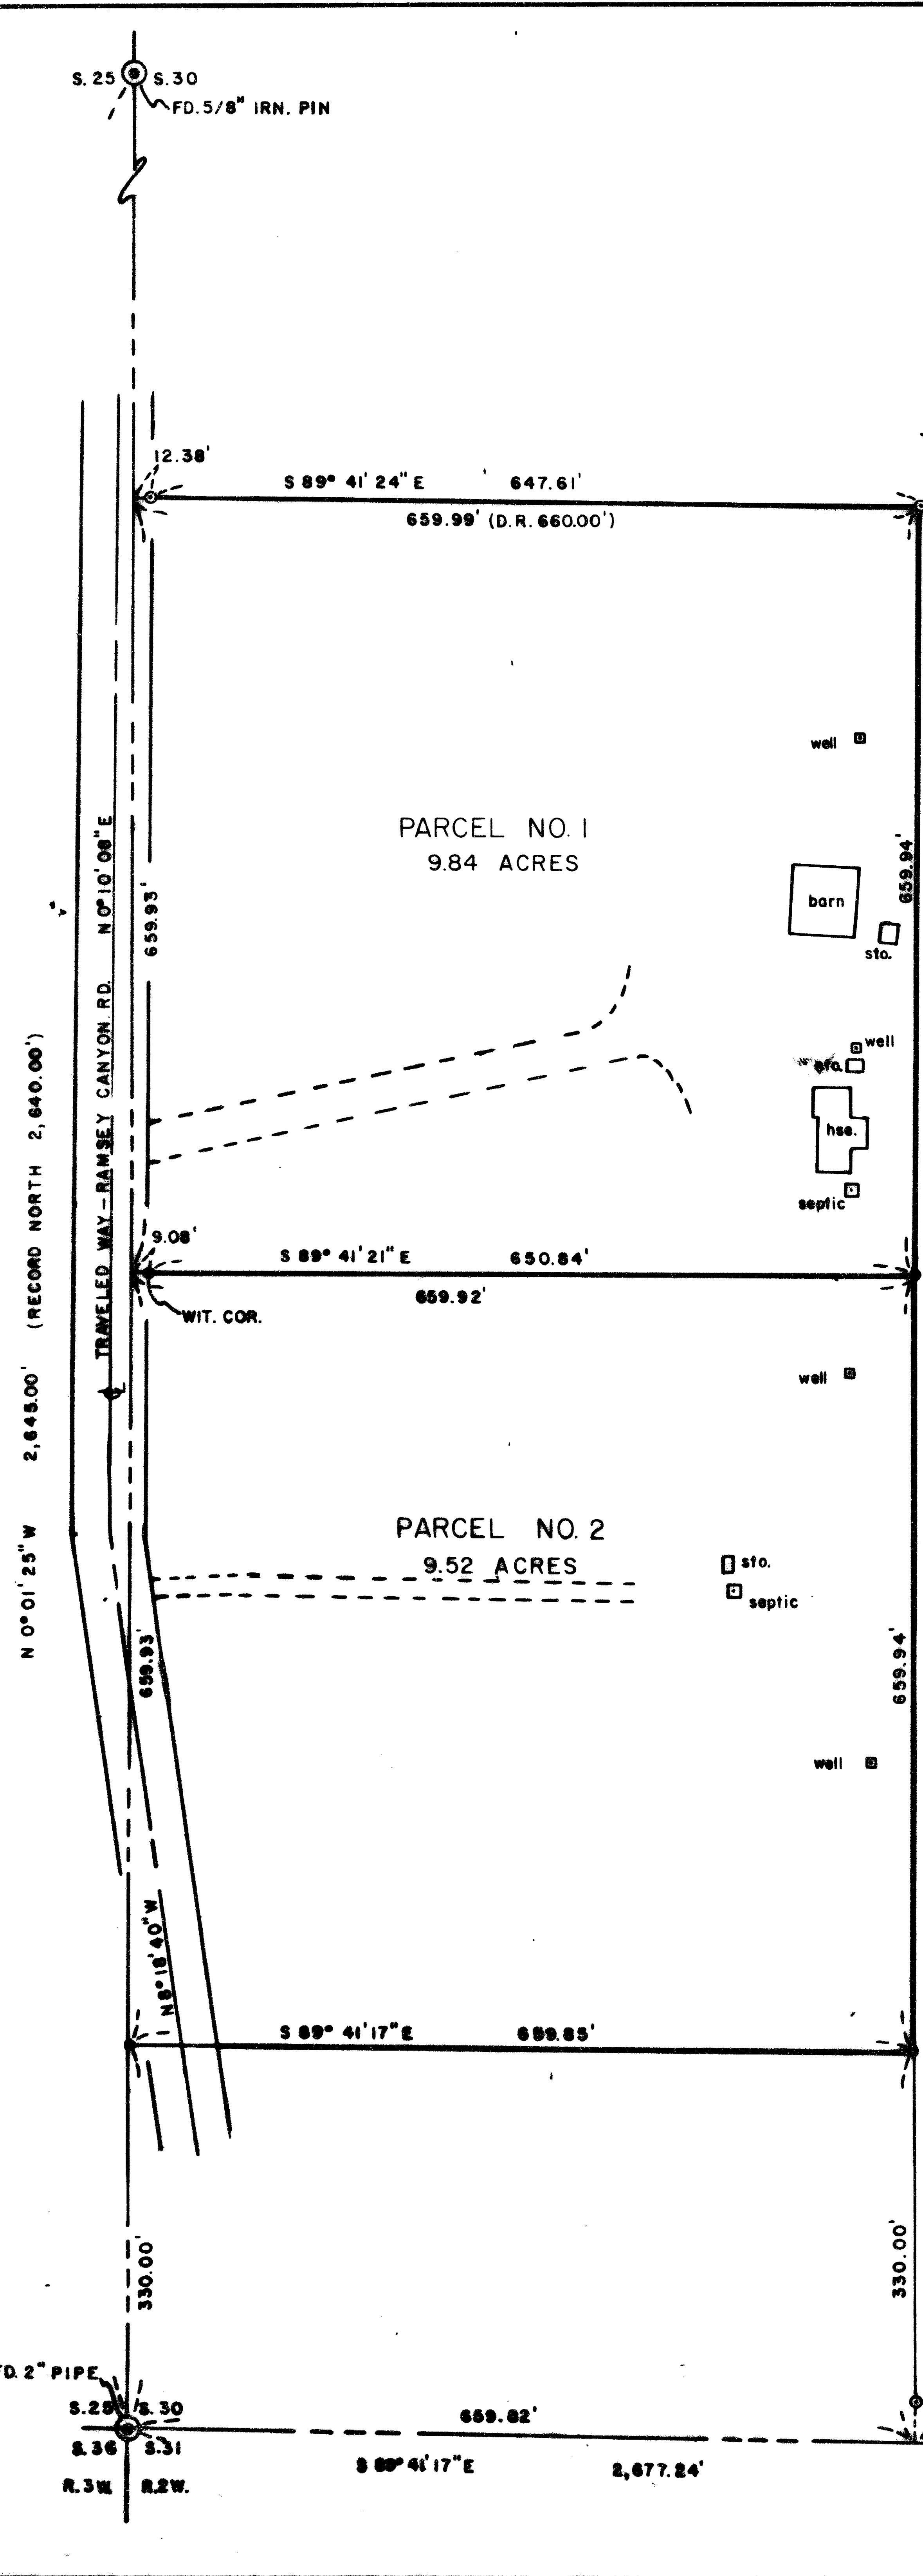 S. 25 S. 30
FD. 5/8" IRN. PIN
12.38'
S 89° 41' 24" E 647.61'
659.99' (D.R. 660.00')
well
PARCEL NO. 1
9.84 ACRES
659.94'
659.93'
barn
sto.
TRAVELED WAY - RAMSEY CANYON RD. N 0° 10' 08" E
N 0° 01' 25" W 2,645.00' (RECORD NORTH 2,640.00')
well
hse.
septic
9.08'
S 89° 41' 21" E 650.84'
659.92'
WIT. COR.
well
PARCEL NO. 2
9.52 ACRES
sto.
septic
659.93'
659.94'
well
N 8° 18' 40" W
S 89° 41' 17" E 659.85'
330.00'
330.00'
FD. 2" PIPE
S. 25 S. 30
659.82'
S. 36 S. 31
S 89° 41' 17" E 2,677.24'
R. 3W. R. 2W.